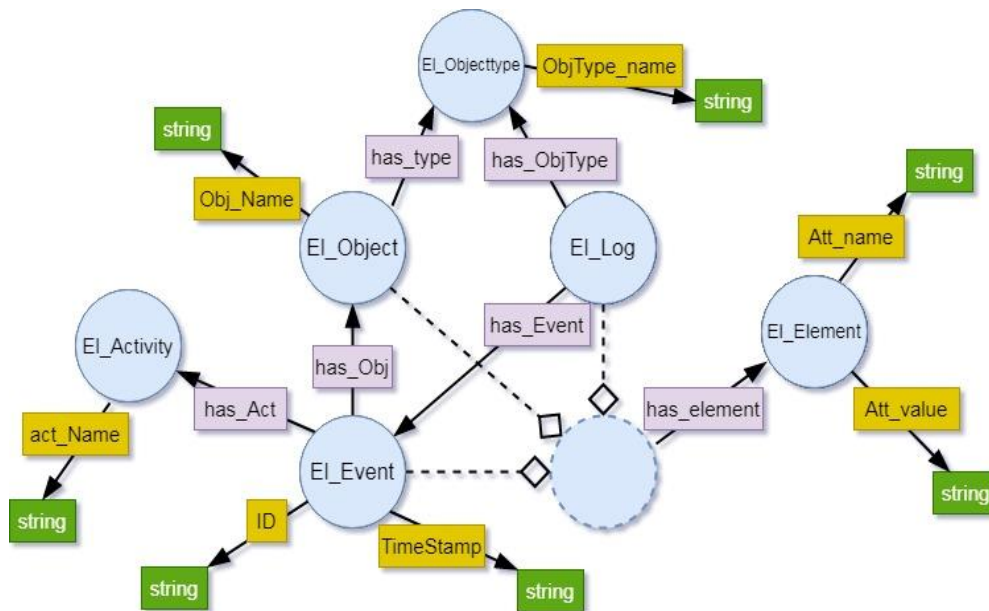 El_Objecttype
ObjType_name
string
string
has_type
has_ObjType
Obj_Name
string
El_Object
El_Log
Att_name
El_Activity
has_Event
El_Element
has_Obj
has_Act
has_element
Att_value
act_Name
El_Event
string
string
ID
TimeStamp
string
string